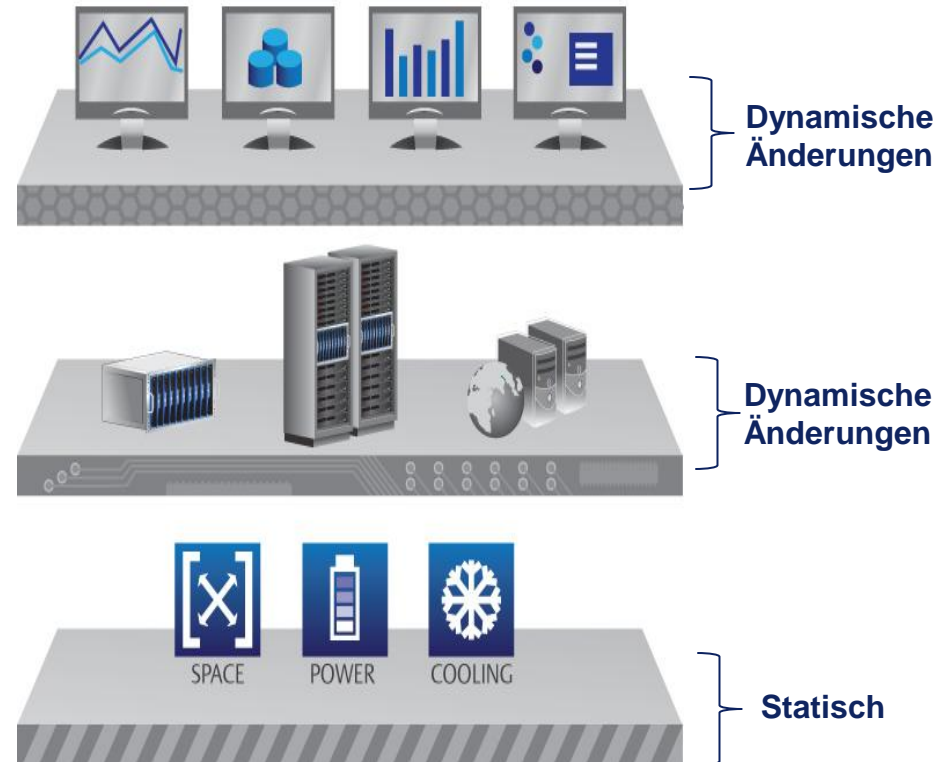 Dynamische
Änderungen
Dynamische
Änderungen
SPACE
POWER
COOLING
Statisch